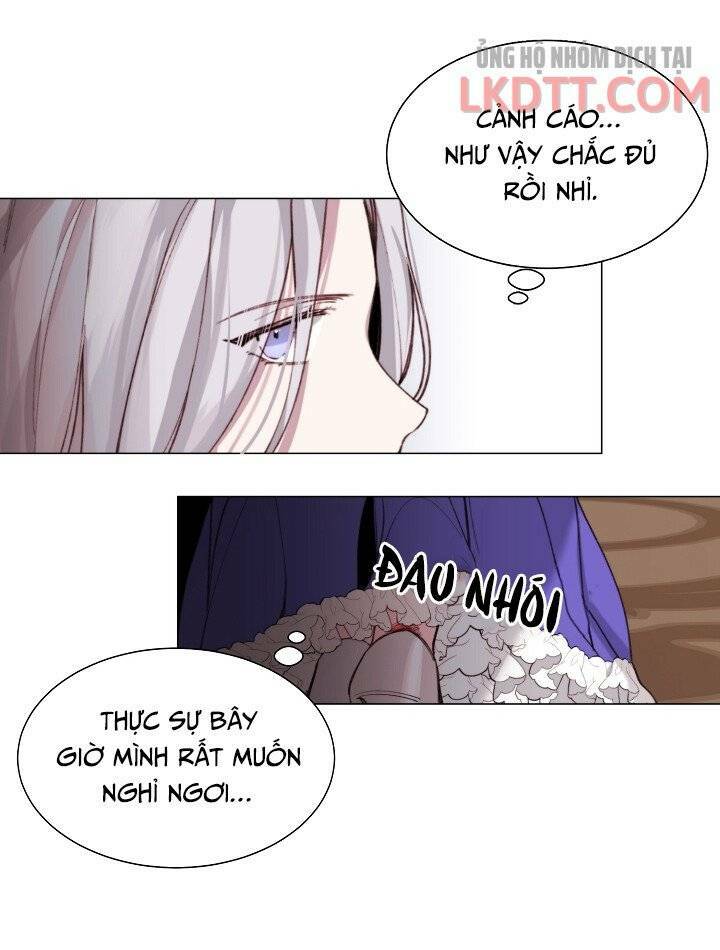 ỦNG HỘ NHÓM DỊCH TẠI
LKDTT.COM
CẢNH CÁO...
NHƯ VẬY CHẮC ĐỦ
RỒI NHỈ.
ĐAU NHÓI
THỰC SỰ BÂY
GIỜ MÌNH RẤT MUỐN
NGHỈ NGƠI...